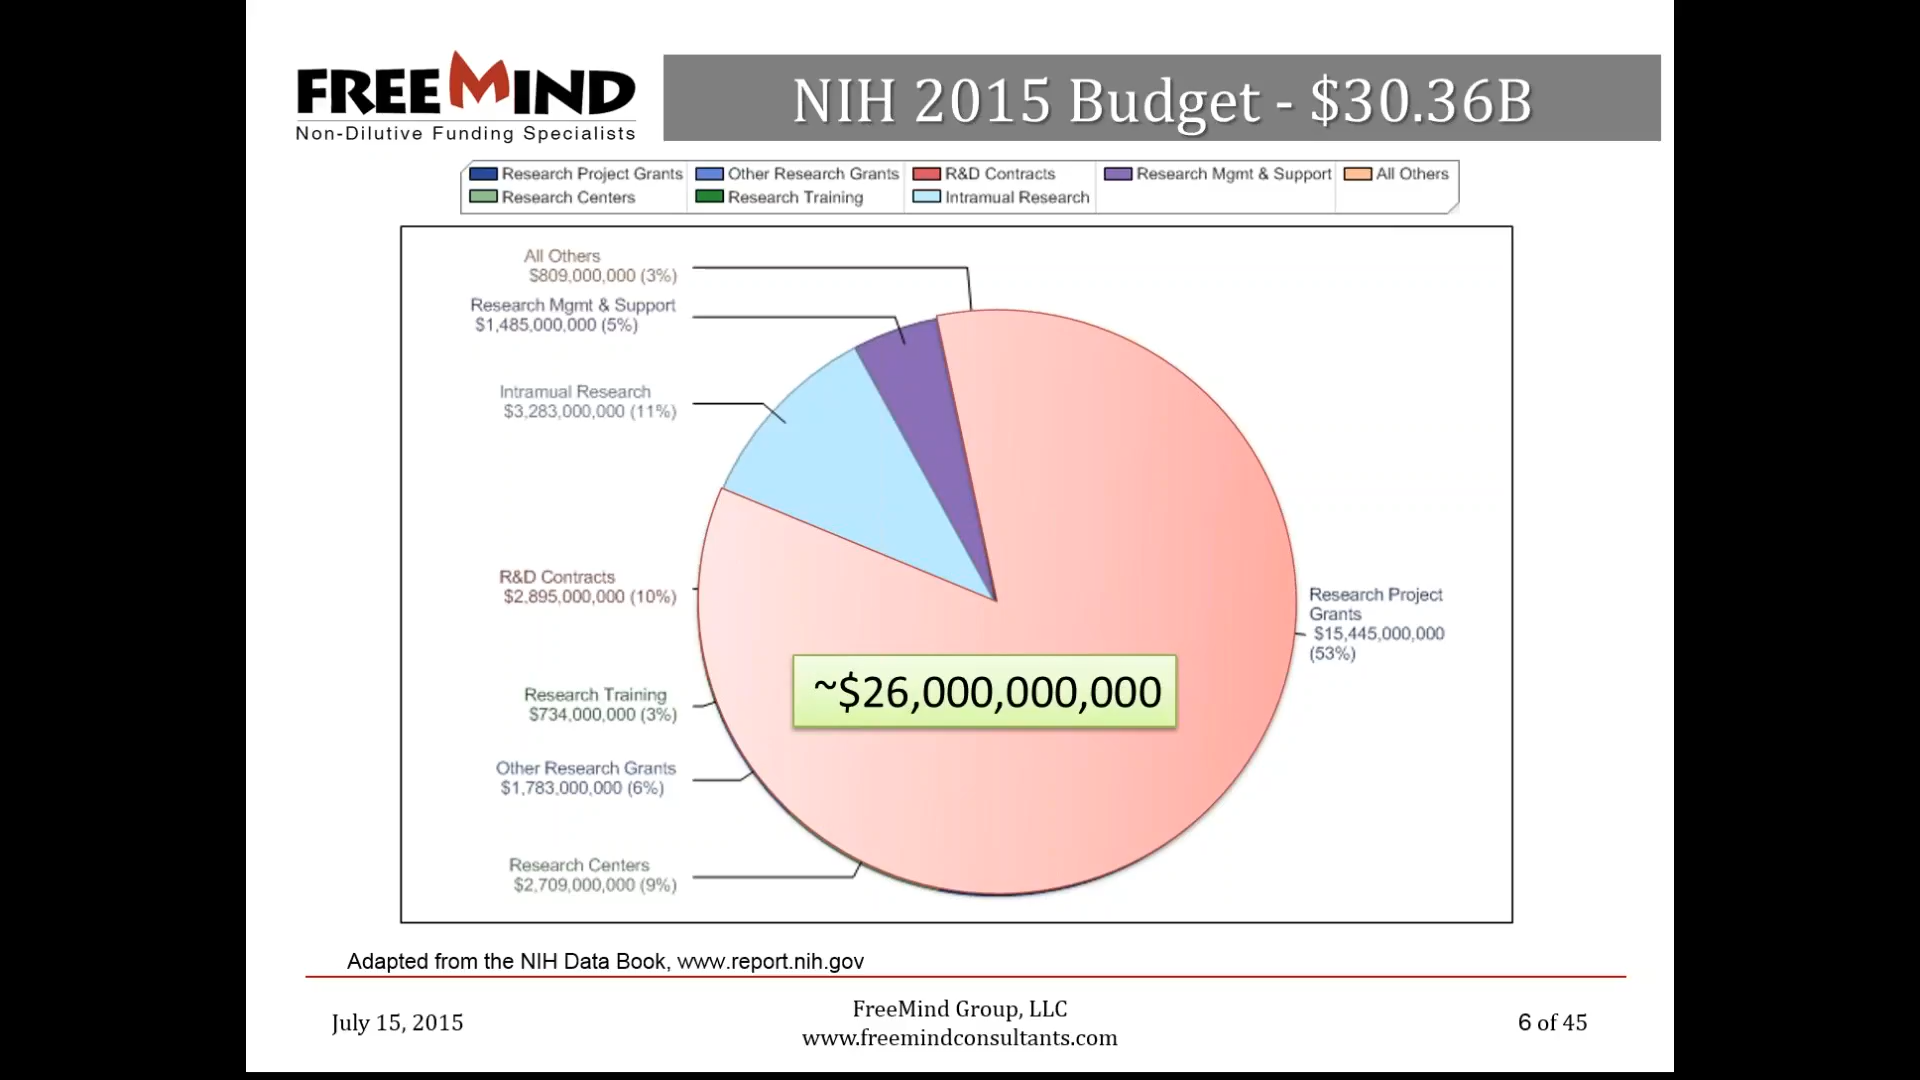 FREEMIND
Non-Dilutive Funding Specialists
NIH 2015 Budget - $30.36B
Research Project Grants Other Research Grants R&D Contracts Research Mgmt & Support All Others
Research Centers Research Training Intramual Research
All Others
$809,000,000 (3%)
Research Mgmt & Support
$1,485,000,000 (5%)
Intramual Research
$3,283,000,000 (11%)
R&D Contracts
$2,895,000,000 (10%)
Research Project
Grants
$15,445,000,000
(53%)
~$26,000,000,000
Research Training
$734,000,000 (3%)
Other Research Grants
$1,783,000,000 (6%)
Research Centers
$2,709,000,000 (9%)
Adapted from the NIH Data Book, www.report.nih.gov
July 15, 2015
FreeMind Group, LLC
www.freemindconsultants.com
6 of 45